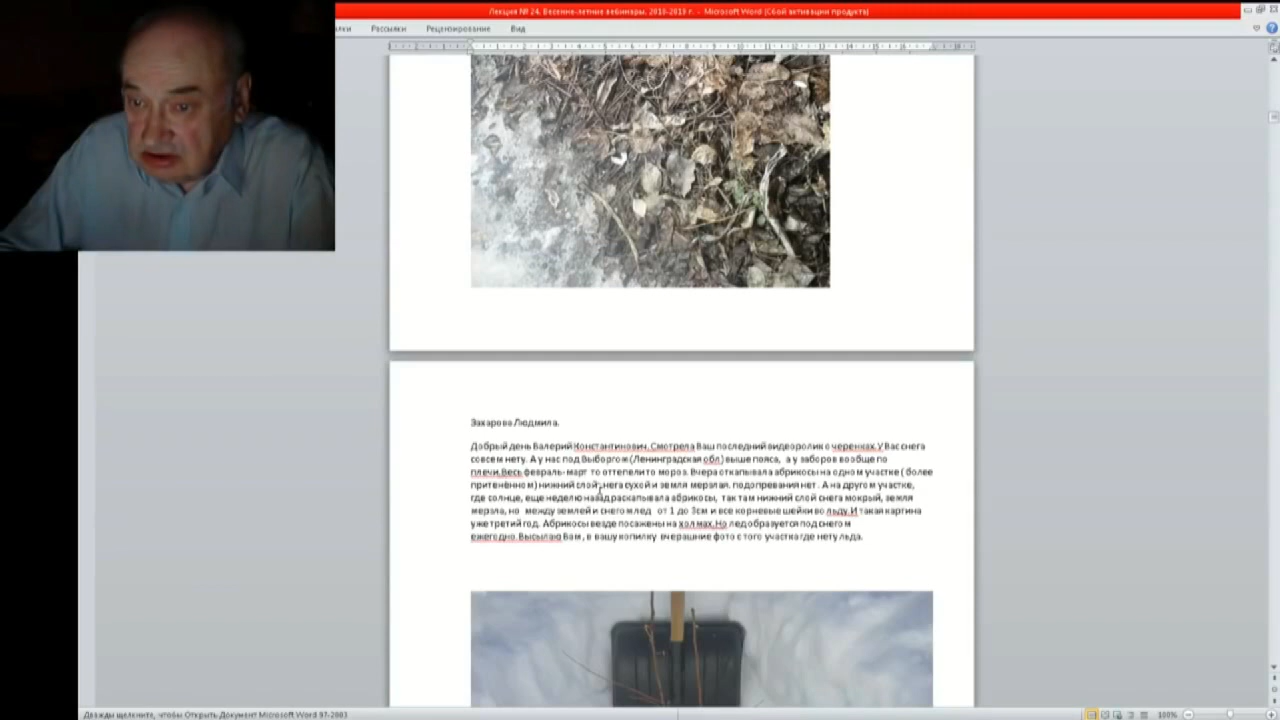 Лекция № 24. Весенне-летние вебинары. 2018-2019 г. - Microsoft Word (Сбой активации продукта)
лки Рассылки Рецензирование Вид
Захарова Людмила.
Добрый день Валерий Константинович.Смотрела Ваш последний видеоролик о черенках.У Вас снега
совсем нету. А у нас под Выборгом (Ленинградская обл) выше пояса, а у заборов вообще по
плечи.Весь февраль-март то оттепели то мороз. Вчера откапывала абрикосы на одном участке ( более
притенённом) нижний слой снега сухой и земля мерзлая. подопревания нет . А на другом участке,
где солнце, еще неделю назад раскапывала абрикосы, так там нижний слой снега мокрый, земля
мерзла, но между землей и снегом лед от 1 до 3см и все корневые шейки во льду.И такая картина
уже третий год. Абрикосы везде посажены на холмах.Но лед образуется под снегом
ежегодно.Высылаю Вам , в вашу копилку вчерашние фото с того участка где нету льда.
Дважды щелкните, чтобы Открыть Документ Microsoft Word 97-2003
100%